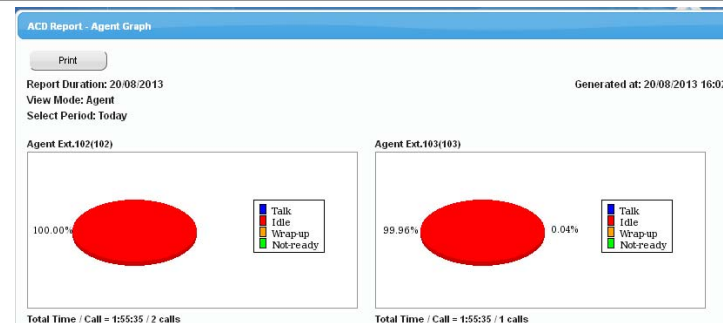 ACD Report - Agent Graph
Print
Report Duration: 20/08/2013
Generated at: 20/08/2013 16:02
View Mode: Agent
Select Period: Today
Agent Ext.102(102)
Agent Ext.103(103)
100.00%
Talk
Idle
Wrap-up
Not-ready
99.96%
0.04%
Talk
Idle
Wrap-up
Not-ready
Total Time / Call = 1:55:35 / 2 calls
Total Time / Call = 1:55:35 / 1 calls